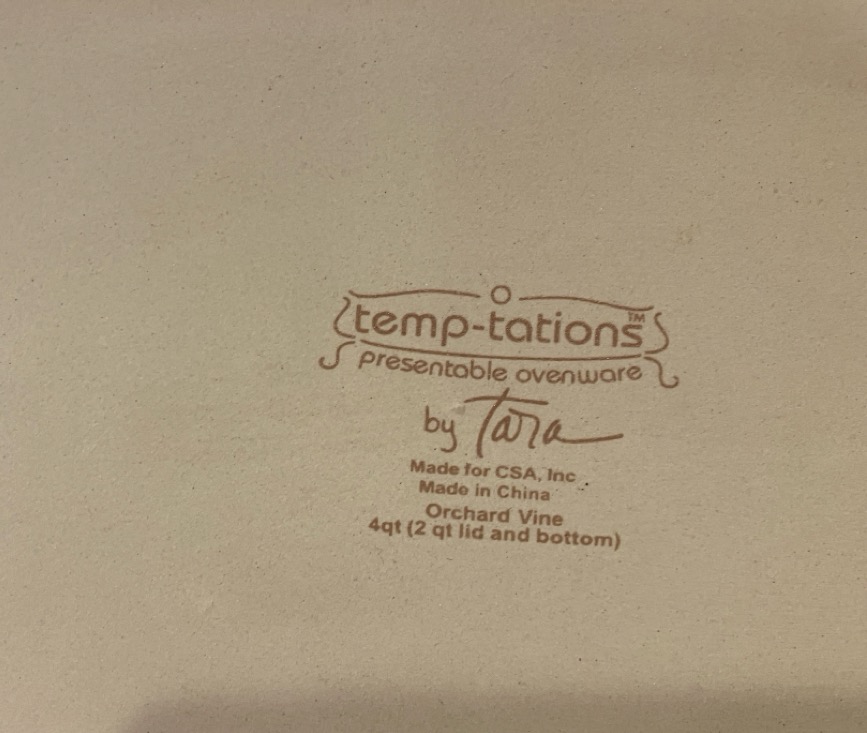 temp-tations™
presentable ovenware
by Tara
Made for CSA, Inc
Made in China
Orchard Vine
4qt (2 qt lid and bottom)